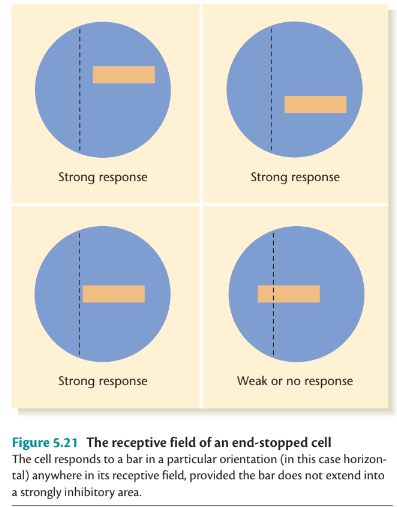 Strong response
Strong response
Strong response
Weak or no response
Figure 5.21 The receptive field of an end-stopped cell
The cell responds to a bar in a particular orientation (in this case horizon-
tal) anywhere in its receptive field, provided the bar does not extend into
a strongly inhibitory area.